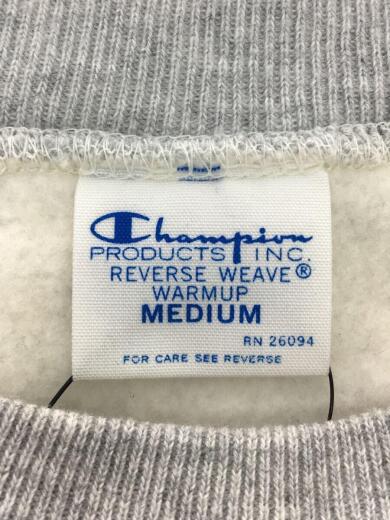 Champion
PRODUCTS INC.
REVERSE WEAVE®
WARMUP
MEDIUM
RN 26094
FOR CARE SEE REVERSE